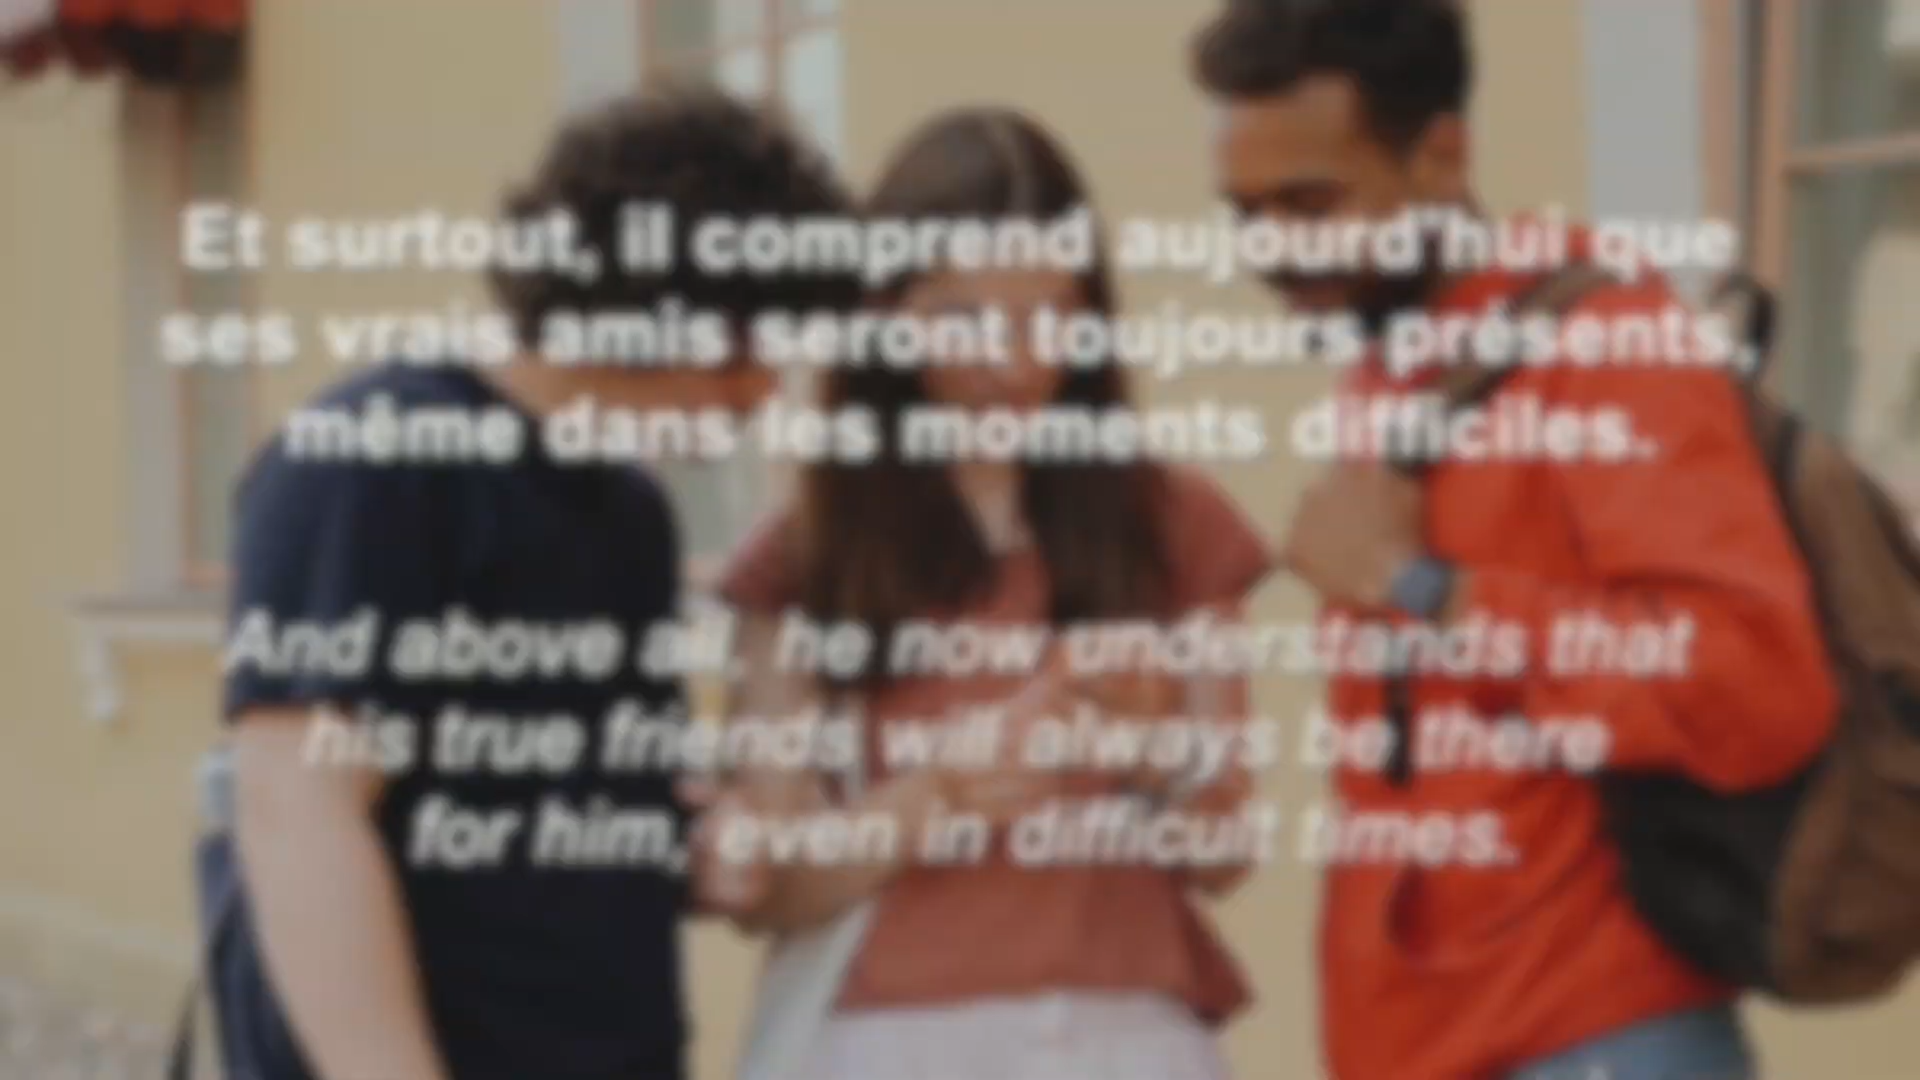 Et surtout, il comprend aujourd'hui que
ses vrais amis seront toujours présents,
même dans les moments difficiles.
And above all, he now understands that
his true friends will always be there
for him, even in difficult times.